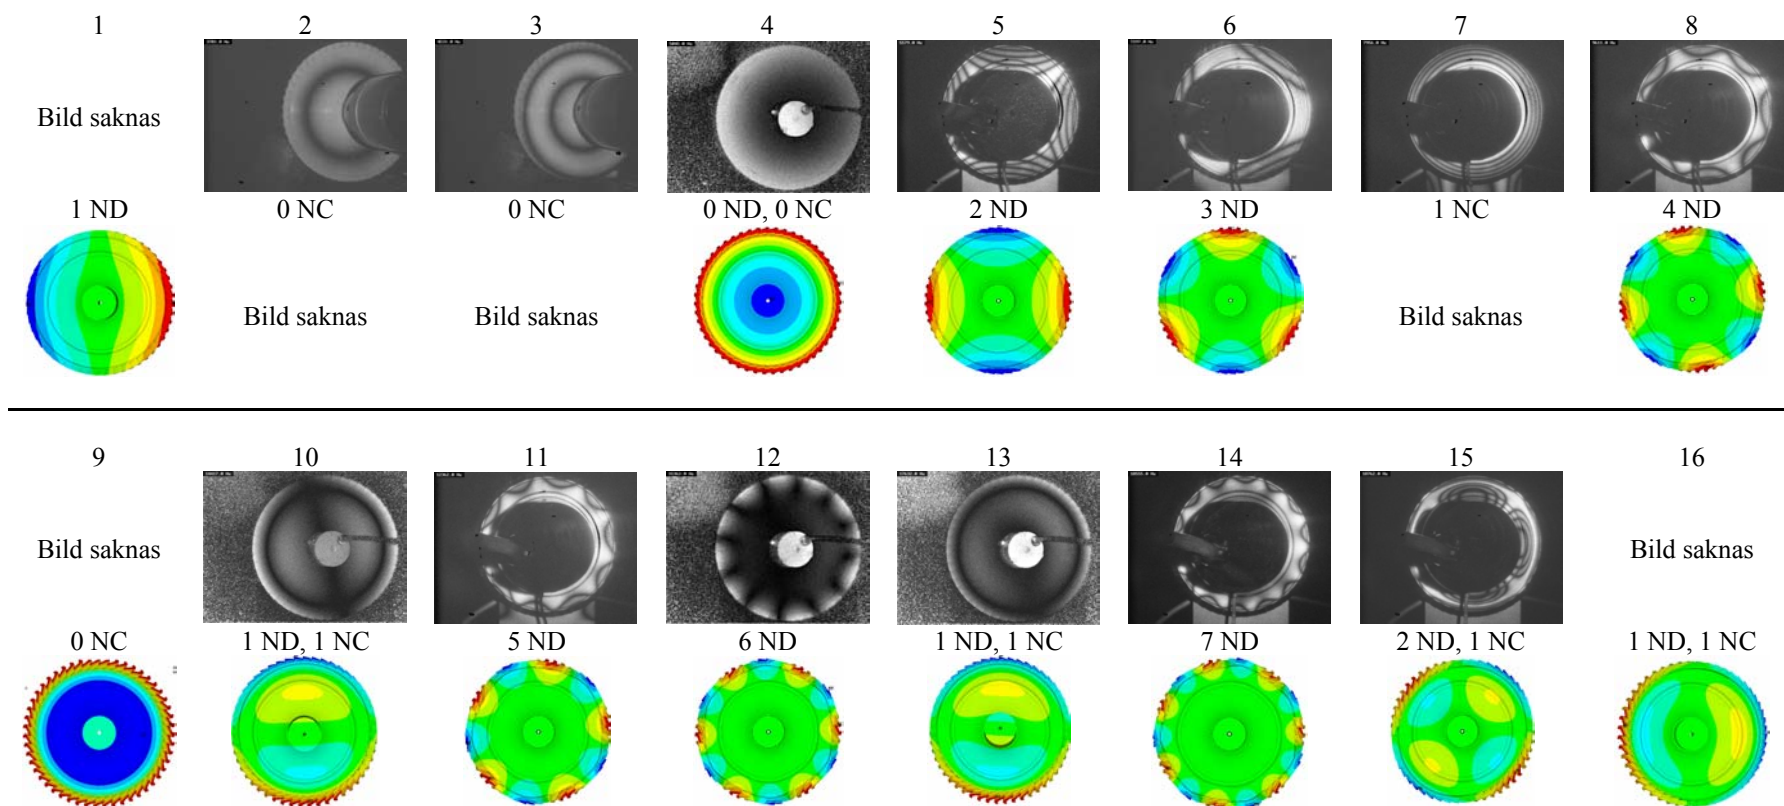 1 2 3 4 5 6 7 8
Bild saknas
1 ND 0 NC 0 NC 0 ND, 0 NC 2 ND 3 ND 1 NC 4 ND
Bild saknas Bild saknas Bild saknas
9 10 11 12 13 14 15 16
Bild saknas Bild saknas
0 NC 1 ND, 1 NC 5 ND 6 ND 1 ND, 1 NC 7 ND 2 ND, 1 NC 1 ND, 1 NC